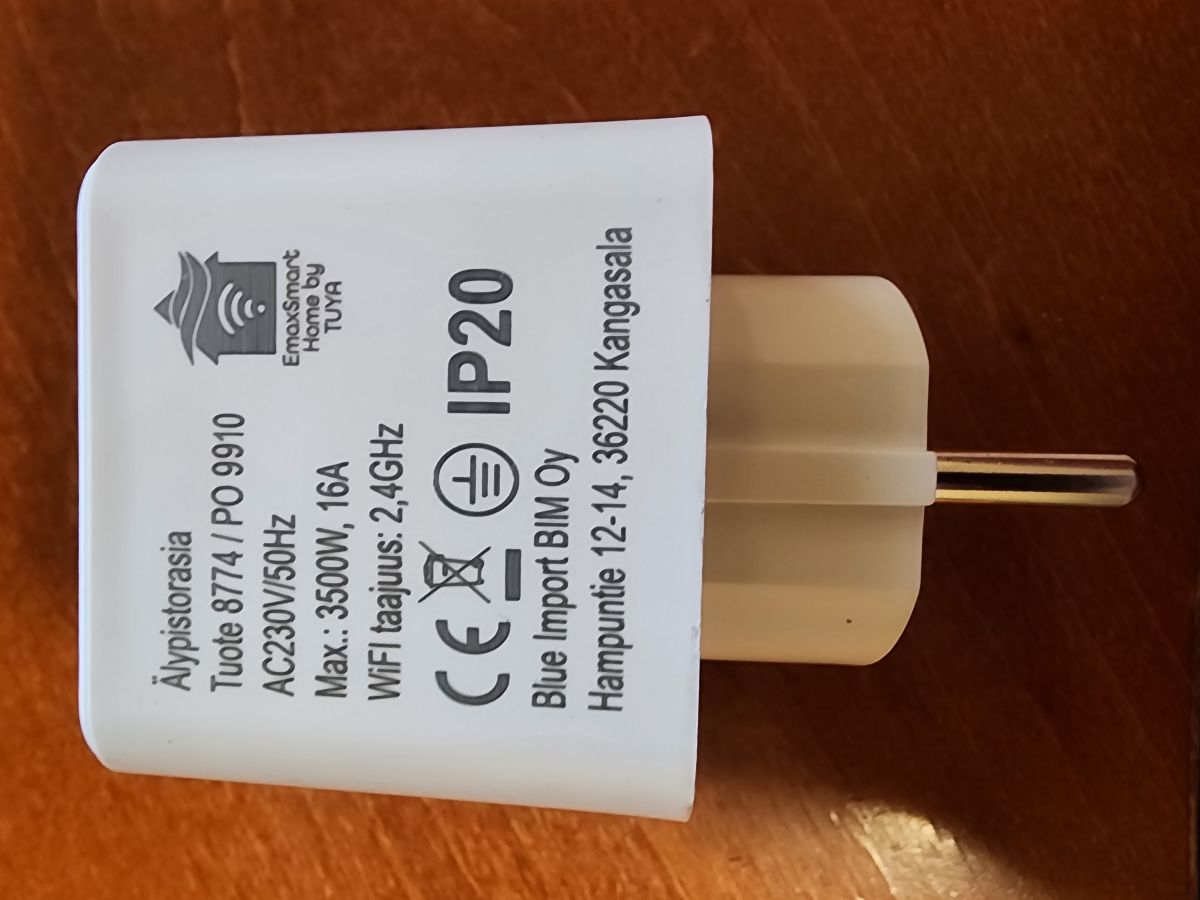 Älypistorasia
Tuote 8774 / PO 9910
AC230V/50Hz
Max.: 3500W, 16A
WiFI taajuus: 2,4GHz
EmaxSmart
Home by
TUYA
CE IP20
Blue Import BIM Oy
Hampuntie 12-14, 36220 Kangasala